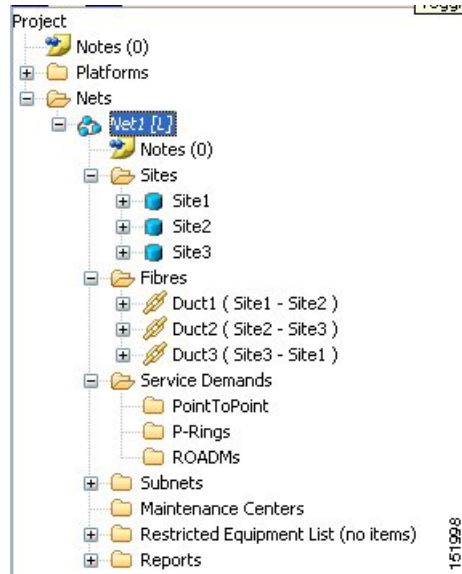 Project
Notes (0)
Platforms
Nets
Net1 [L]
Notes (0)
Sites
Site1
Site2
Site3
Fibres
Duct1 ( Site1 - Site2 )
Duct2 ( Site2 - Site3 )
Duct3 ( Site3 - Site1 )
Service Demands
PointToPoint
P-Rings
ROADMs
Subnets
Maintenance Centers
Restricted Equipment List (no items)
Reports
151998